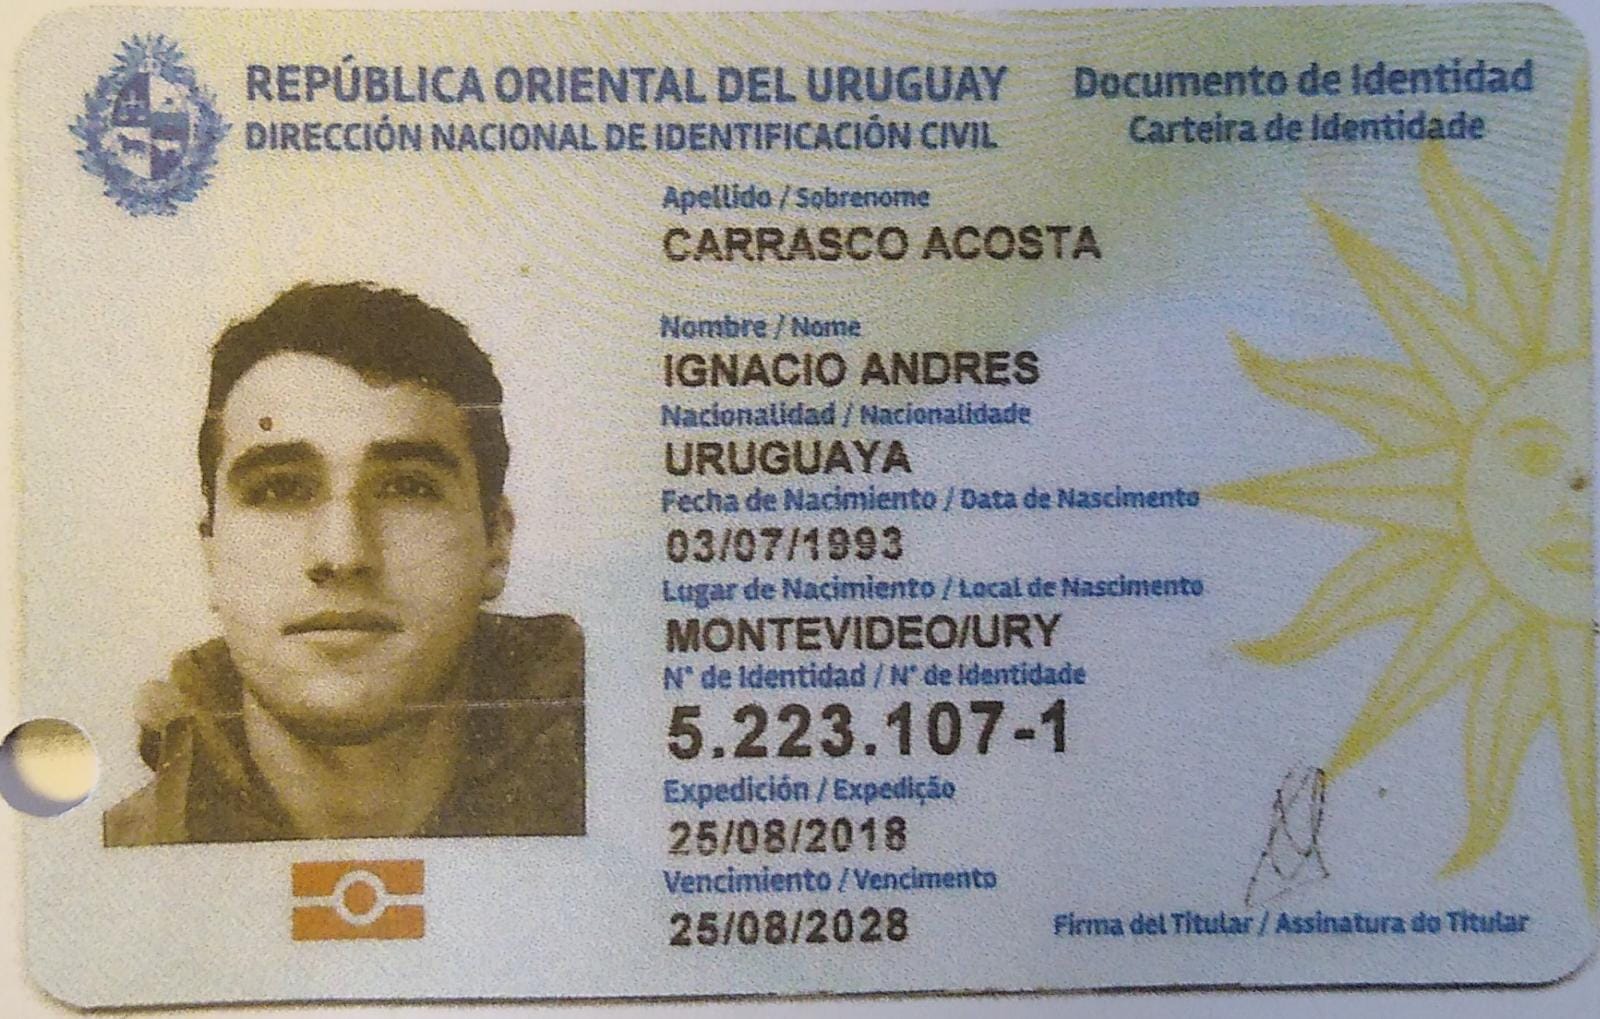 REPÚBLICA ORIENTAL DEL URUGUAY
DIRECCIÓN NACIONAL DE IDENTIFICACIÓN CIVIL
Documento de Identidad
Carteira de Identidade
Apellido / Sobrenome
CARRASCO ACOSTA
Nombre / Nome
IGNACIO ANDRES
Nacionalidad / Nacionalidade
URUGUAYA
Fecha de Nacimiento / Data de Nascimento
03/07/1993
Lugar de Nacimiento / Local de Nascimento
MONTEVIDEO/URY
N° de Identidad / N° de Identidade
5.223.107-1
Expedición / Expedição
25/08/2018
Vencimiento / Vencimento
25/08/2028
Firma del Titular / Assinatura do Titular